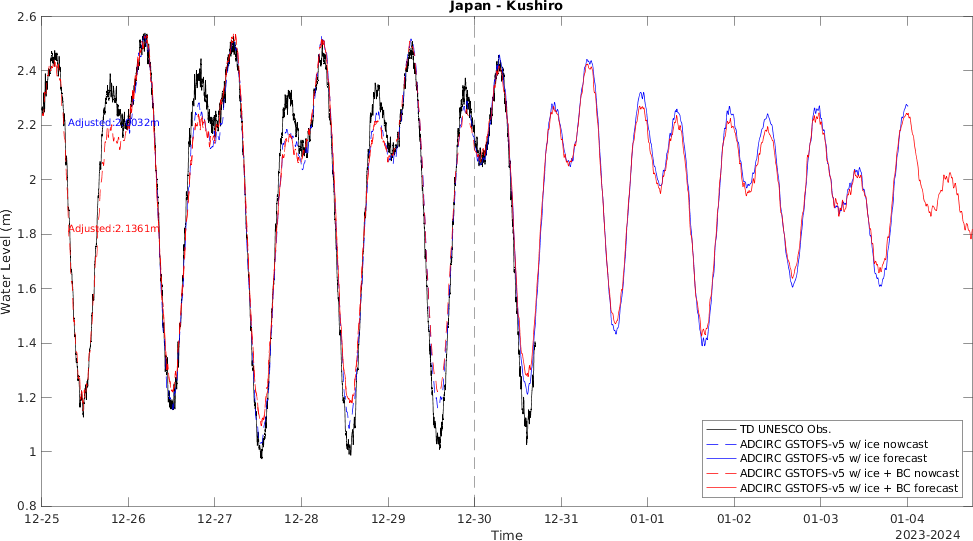 Japan - Kushiro
2.6
2.4
2.2
2
1.8
1.6
1.4
1.2
1
0.8
Water Level (m)
Adjusted:2.  032m
Adjusted:2.1361m
TD UNESCO Obs.
ADCIRC GSTOFS-v5 w/ ice nowcast
ADCIRC GSTOFS-v5 w/ ice forecast
ADCIRC GSTOFS-v5 w/ ice + BC nowcast
ADCIRC GSTOFS-v5 w/ ice + BC forecast
12-25 12-26 12-27 12-28 12-29 12-30 12-31 01-01 01-02 01-03 01-04
Time
2023-2024